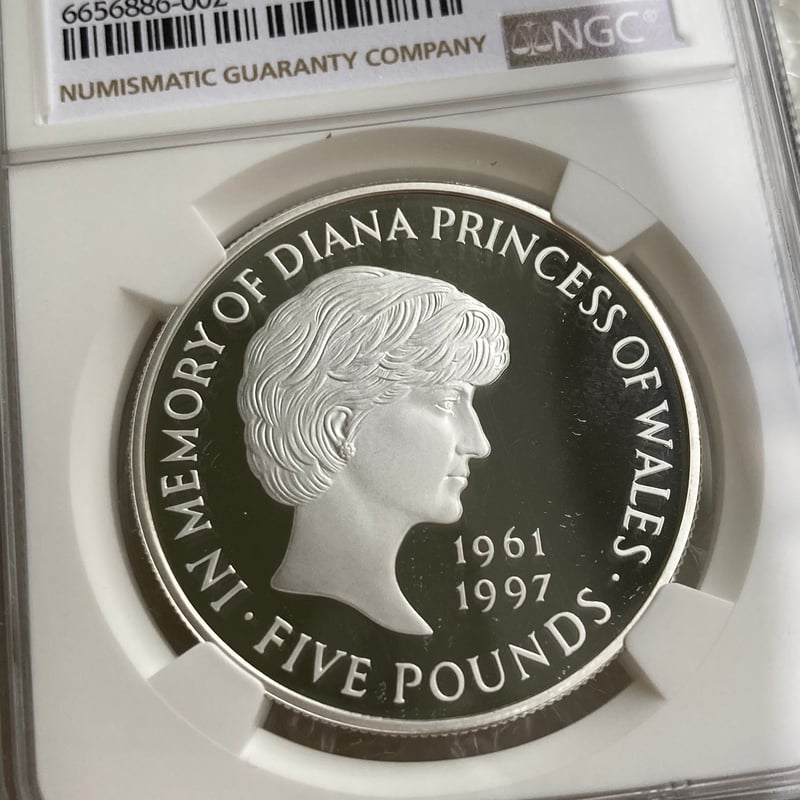 6656886-002
NUMISMATIC GUARANTY COMPANY
NGC®
IN MEMORY OF DIANA PRINCESS OF WALES ·
FIVE POUNDS ·
1961
1997